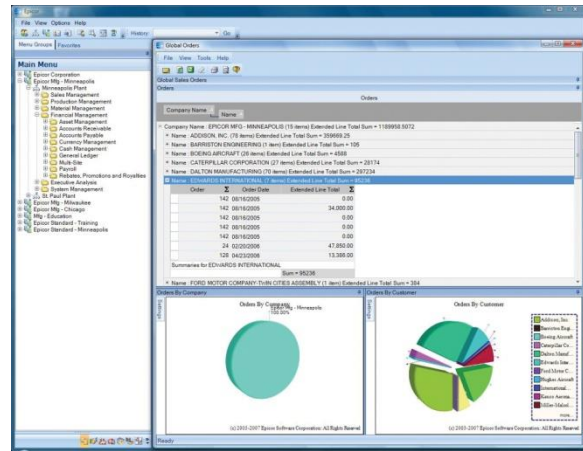 Epicor
File View Options Help
History
Go
Menu Groups Favorites
Main Menu
Epicor Corporation
Epicor Mfg - Minneapolis
Minneapolis Plant
Sales Management
Production Management
Material Management
Financial Management
Asset Management
Accounts Receivable
Accounts Payable
Currency Management
Cash Management
General Ledger
Multi-Site
Payroll
Rebates, Promotions and Royalties
Executive Analysis
System Management
St. Paul Plant
Epicor Mfg - Milwaukee
Epicor Mfg - Chicago
Mfg - Education
Epicor Standard - Training
Epicor Standard - Minneapolis
Global Orders
File View Tools Help
Global Sales Orders
Orders
Orders
Company Name
Name
Company Name : EPICOR MFG - MINNEAPOLIS (15 items) Extended Line Total Sum = 1189958.5072
Name : ADDISON, INC. (78 items) Extended Line Total Sum = 359669.25
Name : BARRISTON ENGINEERING (1 item) Extended Line Total Sum = 105
Name : BOEING AIRCRAFT (26 items) Extended Line Total Sum = 4568
Name : CATERPILLAR CORPORATION (27 items) Extended Line Total Sum = 28174
Name : DALTON MANUFACTURING (70 items) Extended Line Total Sum = 297234
Name : EDWARDS INTERNATIONAL (7 items) Extended Line Total Sum = 95236
Order Σ Order Date Extended Line Total Σ
142 08/16/2005 0.00
142 08/16/2005 34,000.00
142 08/16/2005 0.00
142 08/16/2005 0.00
142 08/16/2005 0.00
24 02/20/2006 47,850.00
128 04/23/2006 13,386.00
Summaries for EDWARDS INTERNATIONAL
Sum = 95236
Name : FORD MOTOR COMPANY-TWIN CITIES ASSEMBLY (1 item) Extended Line Total Sum = 384
Orders By Company
Settings
Orders By Company
Epicor Mfg - Minneapolis
100.00%
(c) 2003-2007 Epicor Software Corporation. All Rights Reserved
Orders By Customer
Settings
Orders By Customer
Addison, Inc.
Barriston Engi...
Boeing Aircraft
Caterpillar Co...
Dalton Manuf...
Edwards Inte...
Ford Motor C...
Hughes Aircraft
International...
Miller-Midwl...
more...
(c) 2003-2007 Epicor Software Corporation. All Rights Reserved
Ready